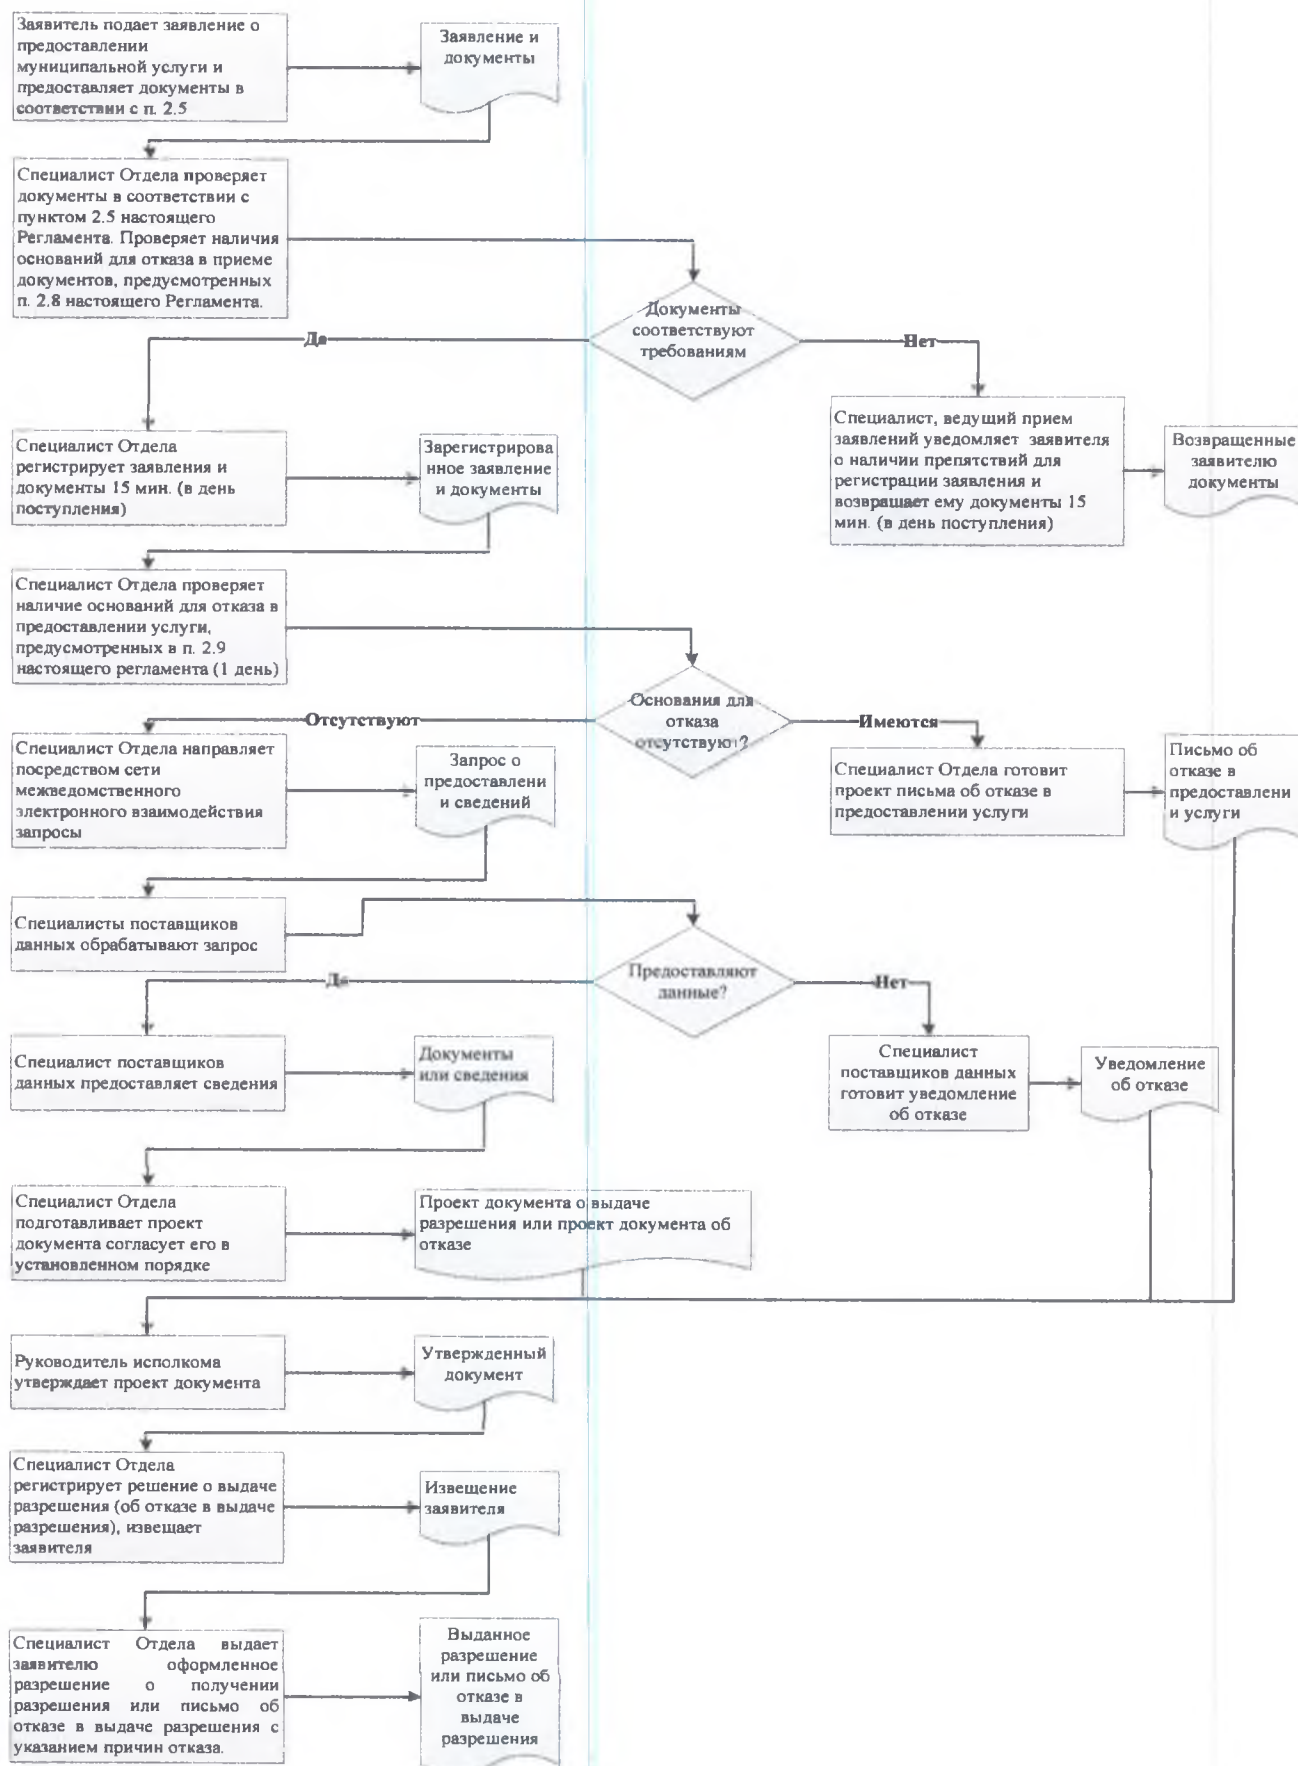 Заявитель подает заявление о
предоставлении
муниципальной услуги и
предоставляет документы в
соответствии с п. 2.5
Заявление и
документы
Специалист Отдела проверяет
документы в соответствии с
пунктом 2.5 настоящего
Регламента. Проверяет наличия
оснований для отказа в приеме
документов, предусмотренных
п. 2.8 настоящего Регламента.
Документы
соответствуют
требованиям
Да
Нет
Специалист Отдела
регистрирует заявления и
документы 15 мин. (в день
поступления)
Зарегистрирова
нное заявление
и документы
Специалист, ведущий прием
заявлений уведомляет заявителя
о наличии препятствий для
регистрации заявления и
возвращает ему документы 15
мин. (в день поступления)
Возвращенные
заявителю
документы
Специалист Отдела проверяет
наличие оснований для отказа в
предоставлении услуги,
предусмотренных в п. 2.9
настоящего регламента (1 день)
Основания для
отказа
отсутствуют?
Отсутствуют
Имеются
Специалист Отдела направляет
посредством сети
межведомственного
электронного взаимодействия
запросы
Запрос о
предоставлени
и сведений
Специалист Отдела готовит
проект письма об отказе в
предоставлении услуги
Письмо об
отказе в
предоставлени
и услуги
Специалисты поставщиков
данных обрабатывают запрос
Предоставляют
данные?
Да
Нет
Специалист поставщиков
данных предоставляет сведения
Документы
или сведения
Специалист
поставщиков данных
готовит уведомление
об отказе
Уведомление
об отказе
Специалист Отдела
подготавливает проект
документа согласует его в
установленном порядке
Проект документа о выдаче
разрешения или проект документа об
отказе
Руководитель исполкома
утверждает проект документа
Утвержденный
документ
Специалист Отдела
регистрирует решение о выдаче
разрешения (об отказе в выдаче
разрешения), извещает
заявителя
Извещение
заявителя
Специалист Отдела выдает
заявителю оформленное
разрешение о получении
разрешения или письмо об
отказе в выдаче разрешения с
указанием причин отказа.
Выданное
разрешение
или письмо об
отказе в
выдаче
разрешения